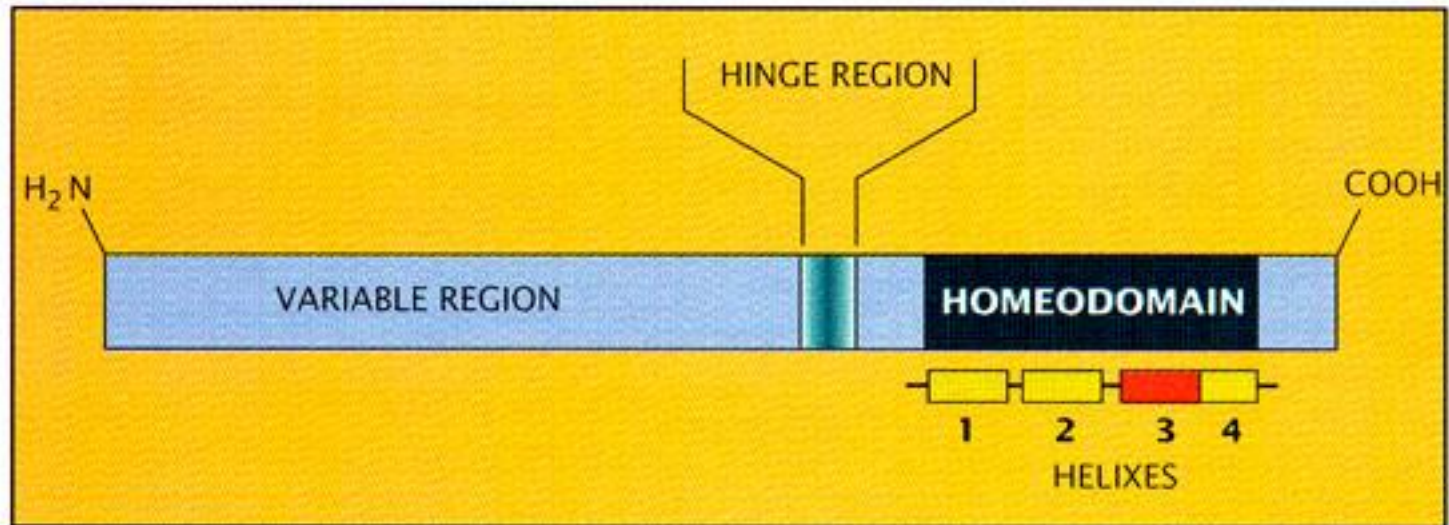 HINGE REGION
H₂N
COOH
VARIABLE REGION
HOMEODOMAIN
1 2 3 4
HELIXES